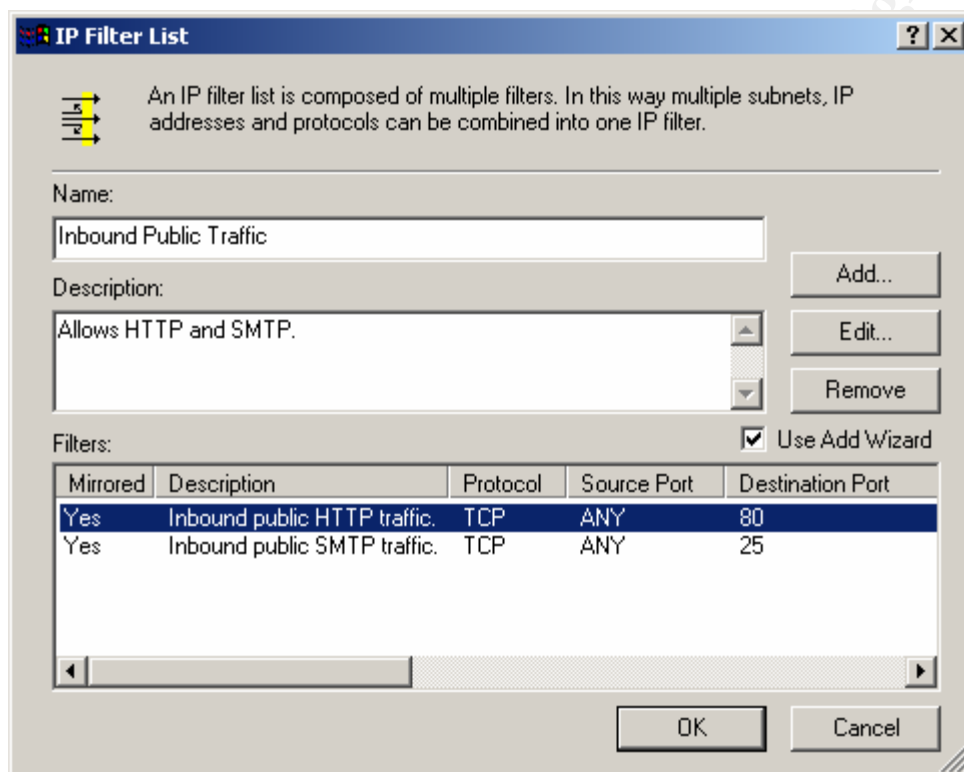 IP Filter List
An IP filter list is composed of multiple filters. In this way multiple subnets, IP
addresses and protocols can be combined into one IP filter.
Name:
Inbound Public Traffic
Add...
Description:
Allows HTTP and SMTP.
Edit...
Remove
Filters:
Use Add Wizard
Mirrored Description Protocol Source Port Destination Port
Yes Inbound public HTTP traffic. TCP ANY 80
Yes Inbound public SMTP traffic. TCP ANY 25
OK Cancel